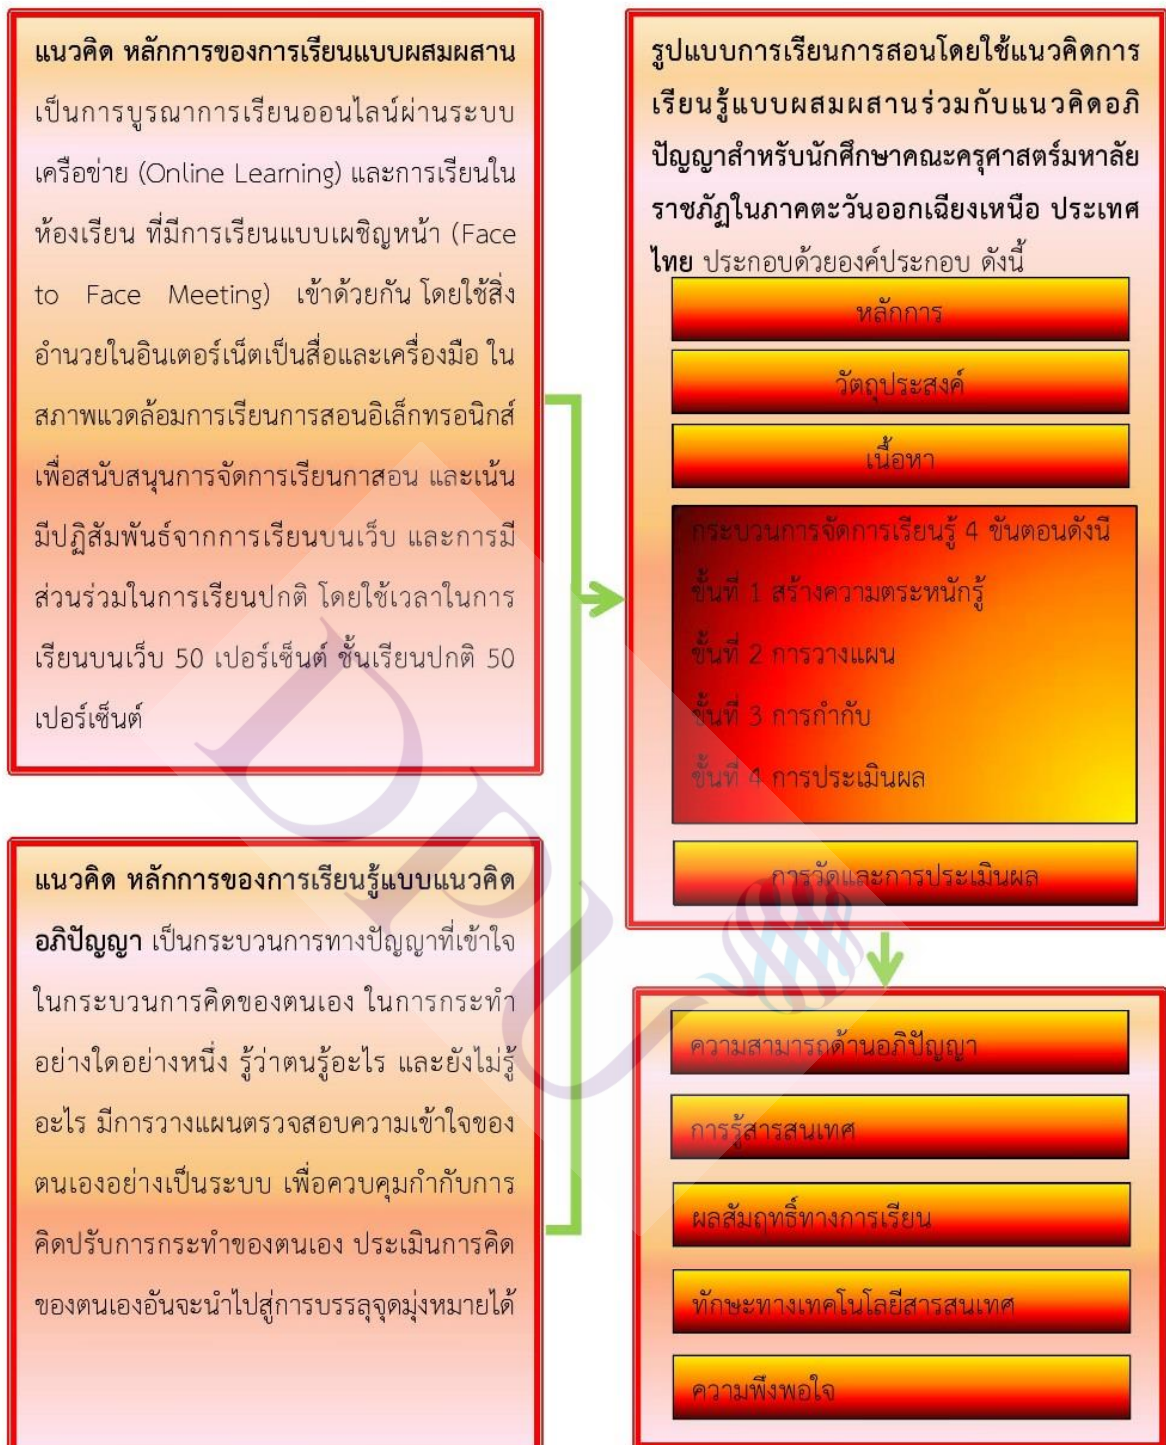 แนวคิด หลักการของการเรียนแบบผสมผสาน
เป็นการบูรณาการเรียนออนไลน์ผ่านระบบ
เครือข่าย (Online Learning) และการเรียนใน
ห้องเรียน ที่มีการเรียนแบบเผชิญหน้า (Face
to Face Meeting) เข้าด้วยกัน โดยใช้สิ่ง
อำนวยในอินเตอร์เน็ตเป็นสื่อและเครื่องมือ ใน
สภาพแวดล้อมการเรียนการสอนอิเล็กทรอนิกส์
เพื่อสนับสนุนการจัดการเรียนกาสอน และเน้น
มีปฏิสัมพันธ์จากการเรียนบนเว็บ และการมี
ส่วนร่วมในการเรียนปกติ โดยใช้เวลาในการ
เรียนบนเว็บ 50 เปอร์เซ็นต์ ชั้นเรียนปกติ 50
เปอร์เซ็นต์
แนวคิด หลักการของการเรียนรู้แบบแนวคิด
อภิปัญญา เป็นกระบวนการทางปัญญาที่เข้าใจ
ในกระบวนการคิดของตนเอง ในการกระทำ
อย่างใดอย่างหนึ่ง รู้ว่าตนรู้อะไร และยังไม่รู้
อะไร มีการวางแผนตรวจสอบความเข้าใจของ
ตนเองอย่างเป็นระบบ เพื่อควบคุมกำกับการ
คิดปรับการกระทำของตนเอง ประเมินการคิด
ของตนเองอันจะนำไปสู่การบรรลุจุดมุ่งหมายได้
รูปแบบการเรียนการสอนโดยใช้แนวคิดการ
เรียนรู้แบบผสมผสานร่วมกับแนวคิดอภิ
ปัญญาสำหรับนักศึกษาคณะครุศาสตร์มหาลัย
ราชภัฏในภาคตะวันออกเฉียงเหนือ ประเทศ
ไทย ประกอบด้วยองค์ประกอบ ดังนี้
หลักการ
วัตถุประสงค์
เนื้อหา
กระบวนการจัดการเรียนรู้ 4 ขั้นตอนดังนี้
ขั้นที่ 1 สร้างความตระหนักรู้
ขั้นที่ 2 การวางแผน
ขั้นที่ 3 การกำกับ
ขั้นที่ 4 การประเมินผล
การวัดและการประเมินผล
ความสามารถด้านอภิปัญญา
การรู้สารสนเทศ
ผลสัมฤทธิ์ทางการเรียน
ทักษะทางเทคโนโลยีสารสนเทศ
ความพึงพอใจ
DPU